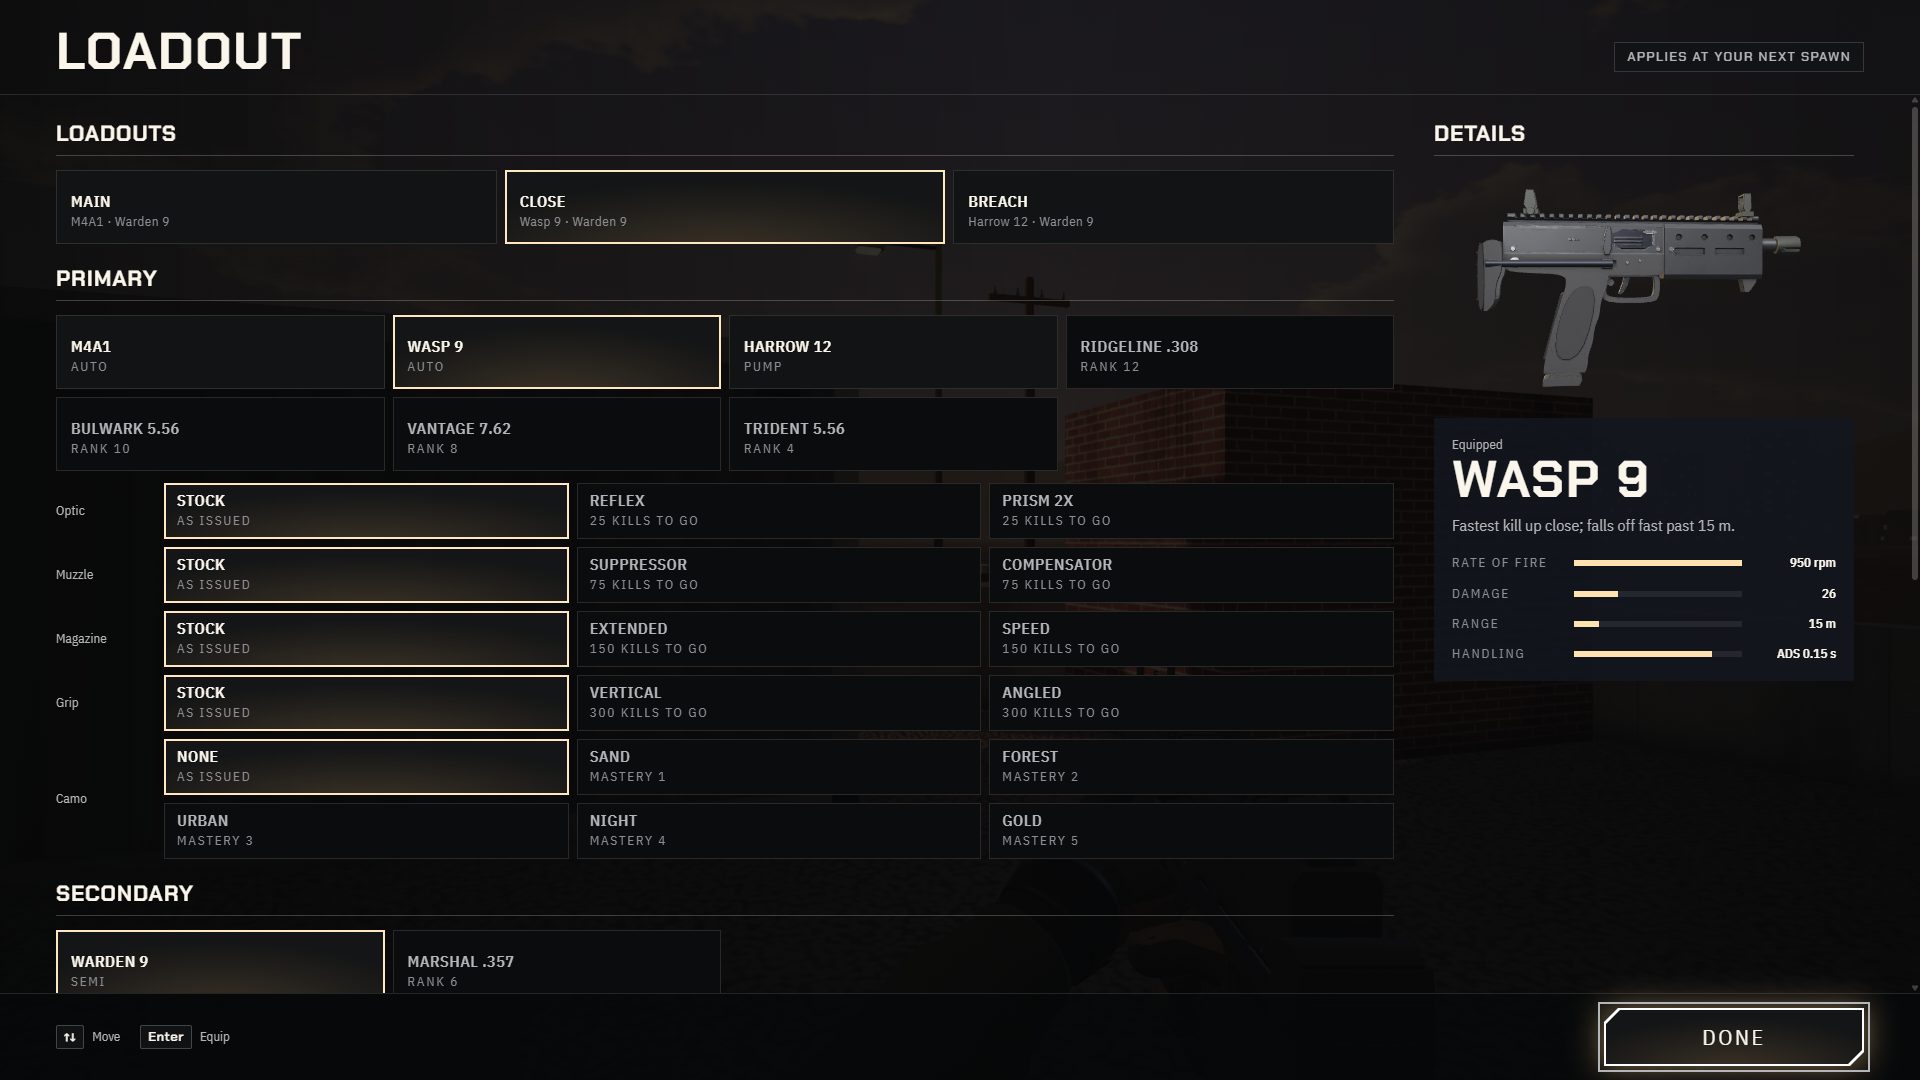 LOADOUT
APPLIES AT YOUR NEXT SPAWN
LOADOUTS
MAIN
M4A1 · Warden 9
CLOSE
Wasp 9 · Warden 9
BREACH
Harrow 12 · Warden 9
PRIMARY
M4A1
AUTO
WASP 9
AUTO
HARROW 12
PUMP
RIDGELINE .308
RANK 12
BULWARK 5.56
RANK 10
VANTAGE 7.62
RANK 8
TRIDENT 5.56
RANK 4
Optic
STOCK
AS ISSUED
REFLEX
25 KILLS TO GO
PRISM 2X
25 KILLS TO GO
Muzzle
STOCK
AS ISSUED
SUPPRESSOR
75 KILLS TO GO
COMPENSATOR
75 KILLS TO GO
Magazine
STOCK
AS ISSUED
EXTENDED
150 KILLS TO GO
SPEED
150 KILLS TO GO
Grip
STOCK
AS ISSUED
VERTICAL
300 KILLS TO GO
ANGLED
300 KILLS TO GO
Camo
NONE
AS ISSUED
SAND
MASTERY 1
FOREST
MASTERY 2
URBAN
MASTERY 3
NIGHT
MASTERY 4
GOLD
MASTERY 5
SECONDARY
WARDEN 9
SEMI
MARSHAL .357
RANK 6
DETAILS
Equipped
WASP 9
Fastest kill up close; falls off fast past 15 m.
RATE OF FIRE 950 rpm
DAMAGE 26
RANGE 15 m
HANDLING ADS 0.15 s
↑↓ Move Enter Equip
DONE